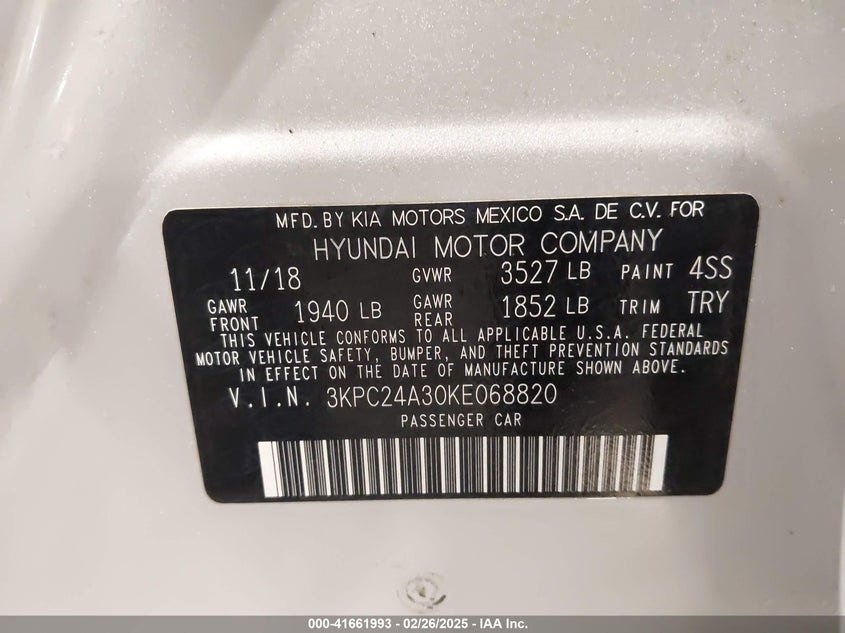 MFD. BY KIA MOTORS MEXICO S.A. DE C.V. FOR
HYUNDAI MOTOR COMPANY
11/18 GVWR 3527 LB PAINT 4SS
GAWR FRONT 1940 LB GAWR REAR 1852 LB TRIM TRY
THIS VEHICLE CONFORMS TO ALL APPLICABLE U.S.A. FEDERAL
MOTOR VEHICLE SAFETY, BUMPER, AND THEFT PREVENTION STANDARDS
IN EFFECT ON THE DATE OF MANUFACTURE SHOWN ABOVE.
V.I.N. 3KPC24A30KE068820
PASSENGER CAR
000-41661993 - 02/26/2025 - IAA Inc.